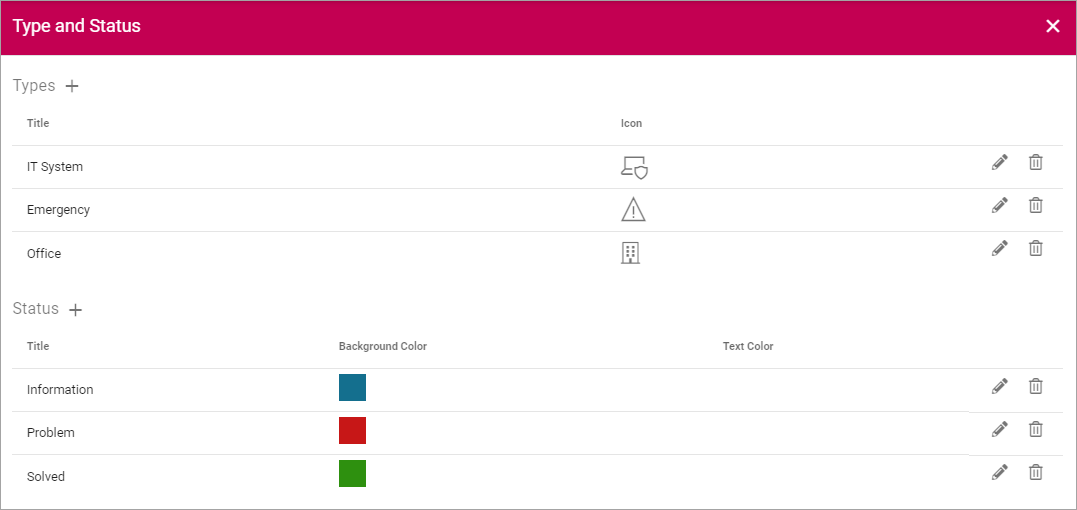 Type and Status
Types
Title Icon
IT System
Emergency
Office
Status
Title Background Color Text Color
Information
Problem
Solved